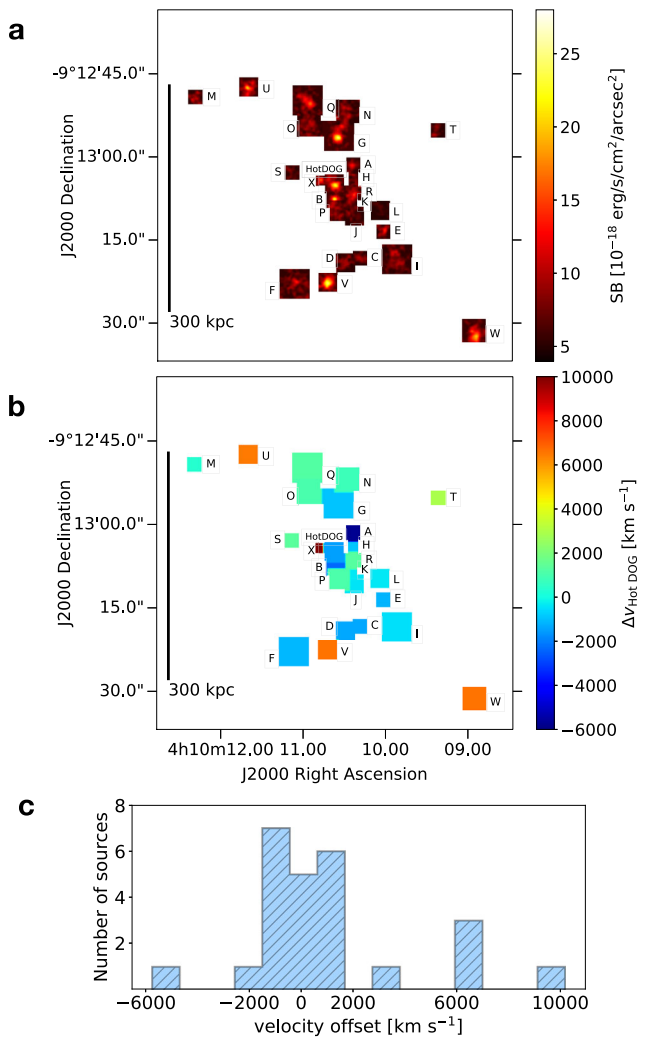 a
-9°12'45.0"
13'00.0"
15.0"
30.0"
J2000 Declination
M
U
Q
N
O
G
T
S
HotDOG
X
A
H
B
R
K
P
J
L
E
D
C
I
F
V
W
300 kpc
25
20
15
10
5
SB [10⁻¹⁸ erg/s/cm²/arcsec²]
b
-9°12'45.0"
13'00.0"
15.0"
30.0"
J2000 Declination
M
U
Q
N
O
G
T
S
HotDOG
X
A
H
B
R
K
P
J
L
E
D
C
I
F
V
W
300 kpc
4h10m12.00 11.00 10.00 09.00
J2000 Right Ascension
10000
8000
6000
4000
2000
0
−2000
−4000
−6000
Δv_Hot DOG [km s⁻¹]
c
8
6
4
2
Number of sources
−6000 −2000 0 2000 6000 10000
velocity offset [km s⁻¹]